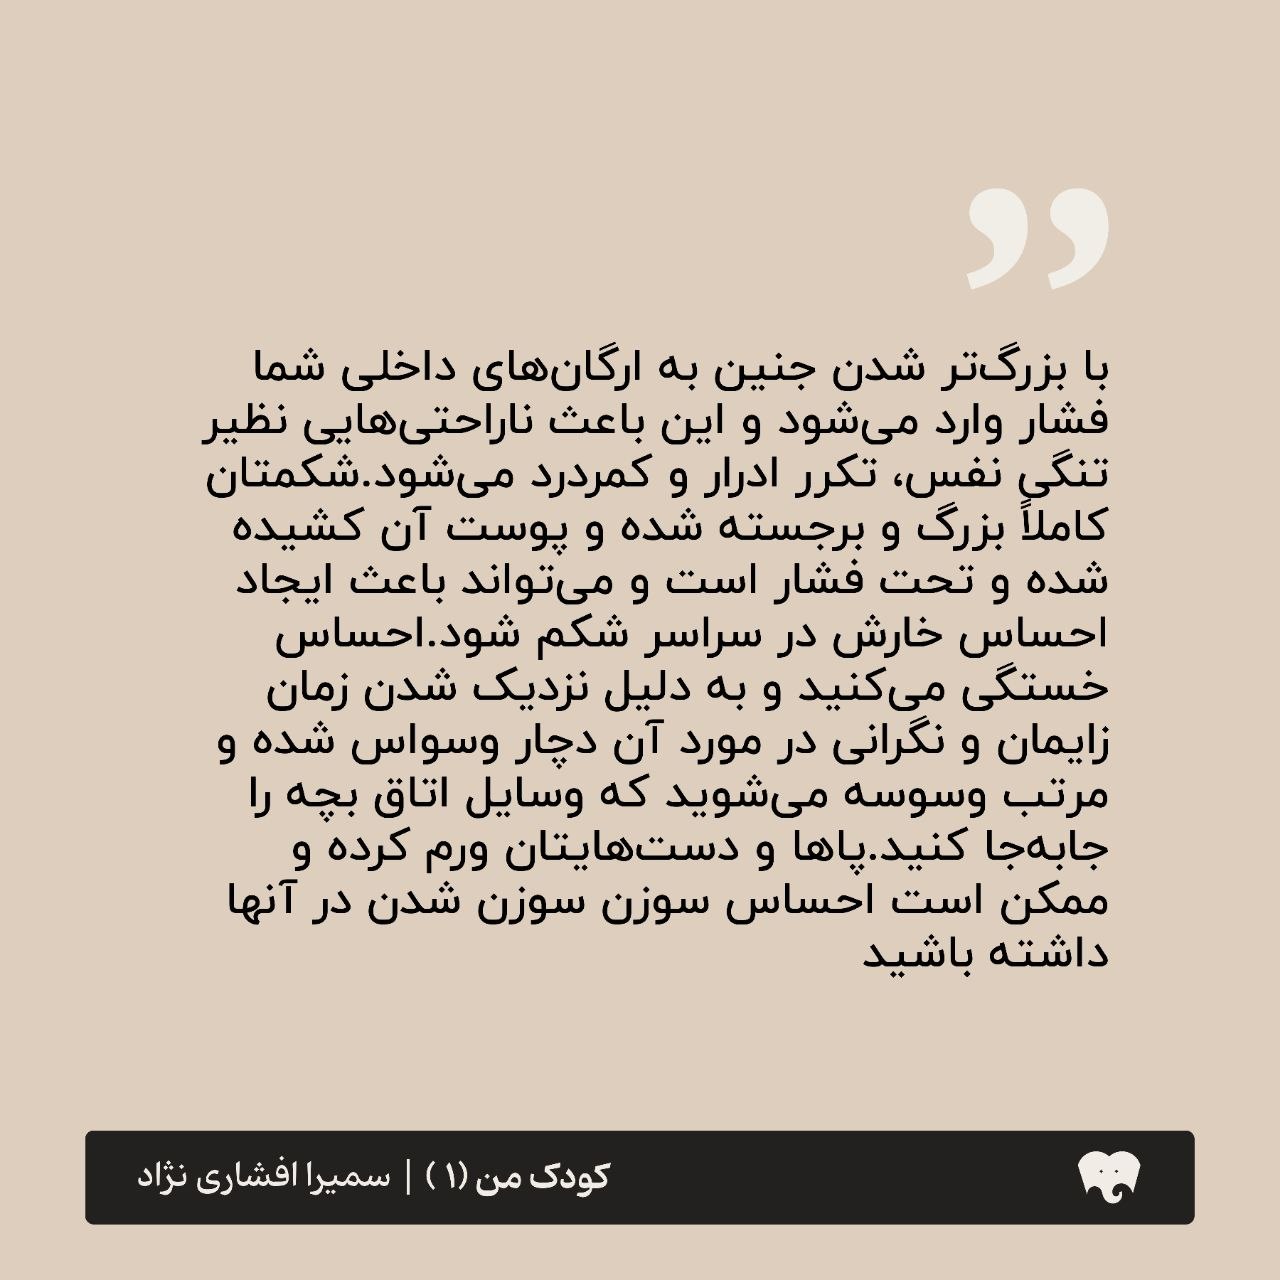 ”
با بزرگ‌تر شدن جنین به ارگان‌های داخلی شما
فشار وارد می‌شود و این باعث ناراحتی‌هایی نظیر
تنگی نفس، تکرر ادرار و کمردرد می‌شود.شکمتان
کاملاً بزرگ و برجسته شده و پوست آن کشیده
شده و تحت فشار است و می‌تواند باعث ایجاد
احساس خارش در سراسر شکم شود.احساس
خستگی می‌کنید و به دلیل نزدیک شدن زمان
زایمان و نگرانی در مورد آن دچار وسواس شده و
مرتب وسوسه می‌شوید که وسایل اتاق بچه را
جابه‌جا کنید.پاها و دست‌هایتان ورم کرده و
ممکن است احساس سوزن سوزن شدن در آنها
داشته باشید
کودک من (۱ ) | سمیرا افشاری نژاد